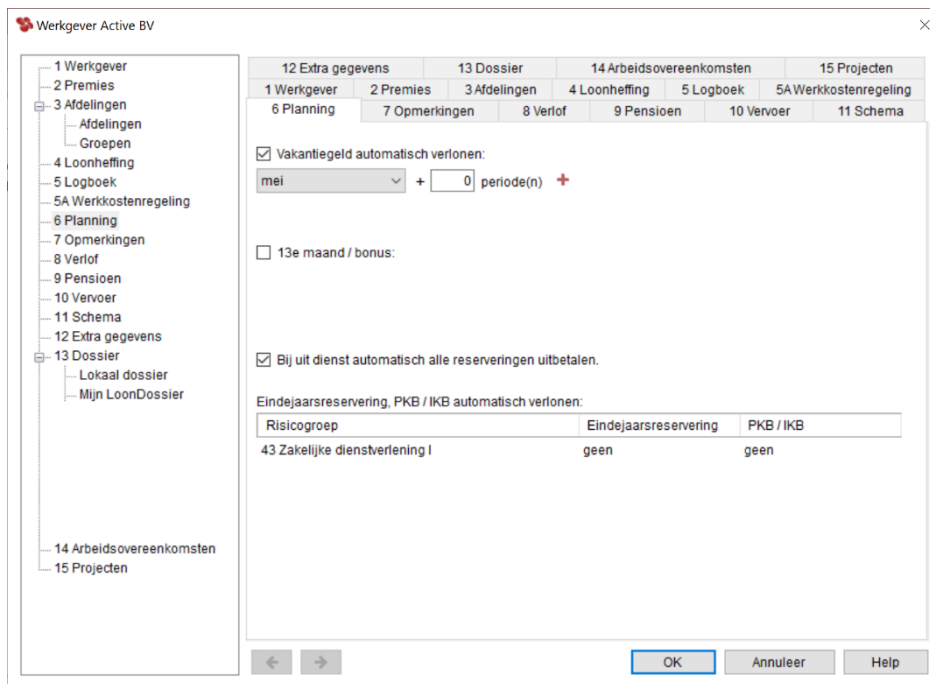 Werkgever Active BV
1 Werkgever
2 Premies
3 Afdelingen
Afdelingen
Groepen
4 Loonheffing
5 Logboek
5A Werkkostenregeling
6 Planning
7 Opmerkingen
8 Verlof
9 Pensioen
10 Vervoer
11 Schema
12 Extra gegevens
13 Dossier
Lokaal dossier
Mijn LoonDossier
14 Arbeidsovereenkomsten
15 Projecten
12 Extra gegevens 13 Dossier 14 Arbeidsovereenkomsten 15 Projecten
1 Werkgever 2 Premies 3 Afdelingen 4 Loonheffing 5 Logboek 5A Werkkostenregeling
6 Planning 7 Opmerkingen 8 Verlof 9 Pensioen 10 Vervoer 11 Schema
Vakantiegeld automatisch verlonen:
mei + 0 periode(n) +
13e maand / bonus:
Bij uit dienst automatisch alle reserveringen uitbetalen.
Eindejaarsreservering, PKB / IKB automatisch verlonen:
Risicogroep Eindejaarsreservering PKB / IKB
43 Zakelijke dienstverlening I geen geen
OK Annuleer Help